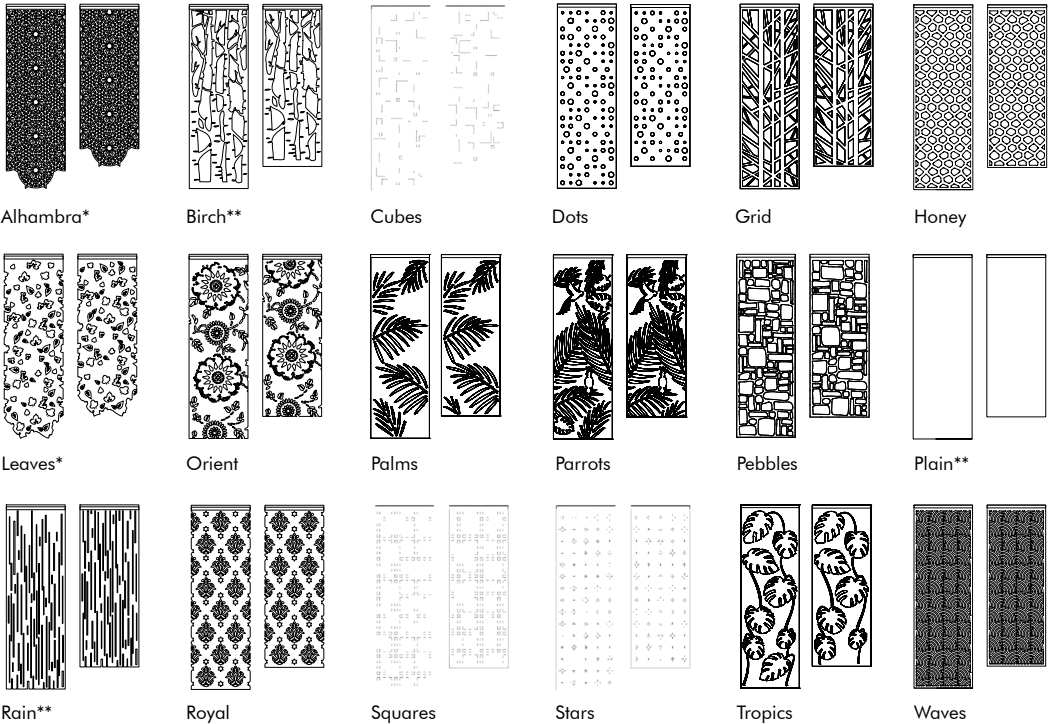 Alhambra* Birch** Cubes Dots Grid Honey
Leaves* Orient Palms Parrots Pebbles Plain**
Rain** Royal Squares Stars Tropics Waves